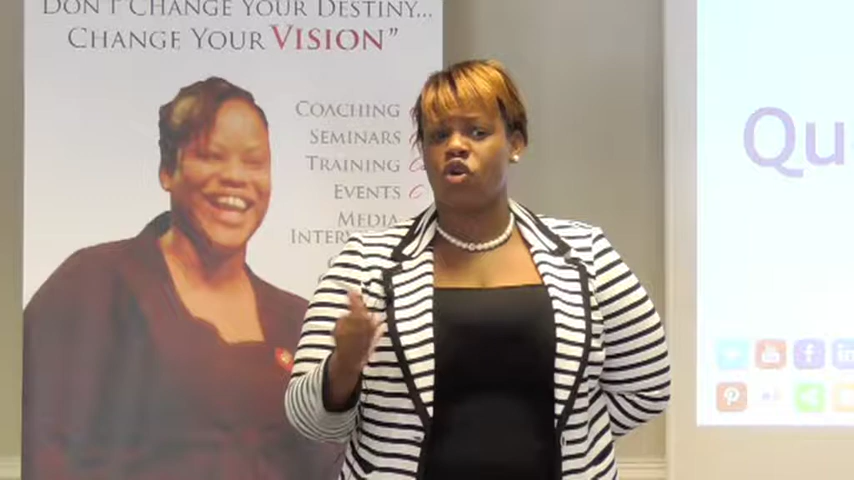 DON'T CHANGE YOUR DESTINY...
CHANGE YOUR VISION"
COACHING
SEMINARS
TRAINING
EVENTS
MEDIA
Qu